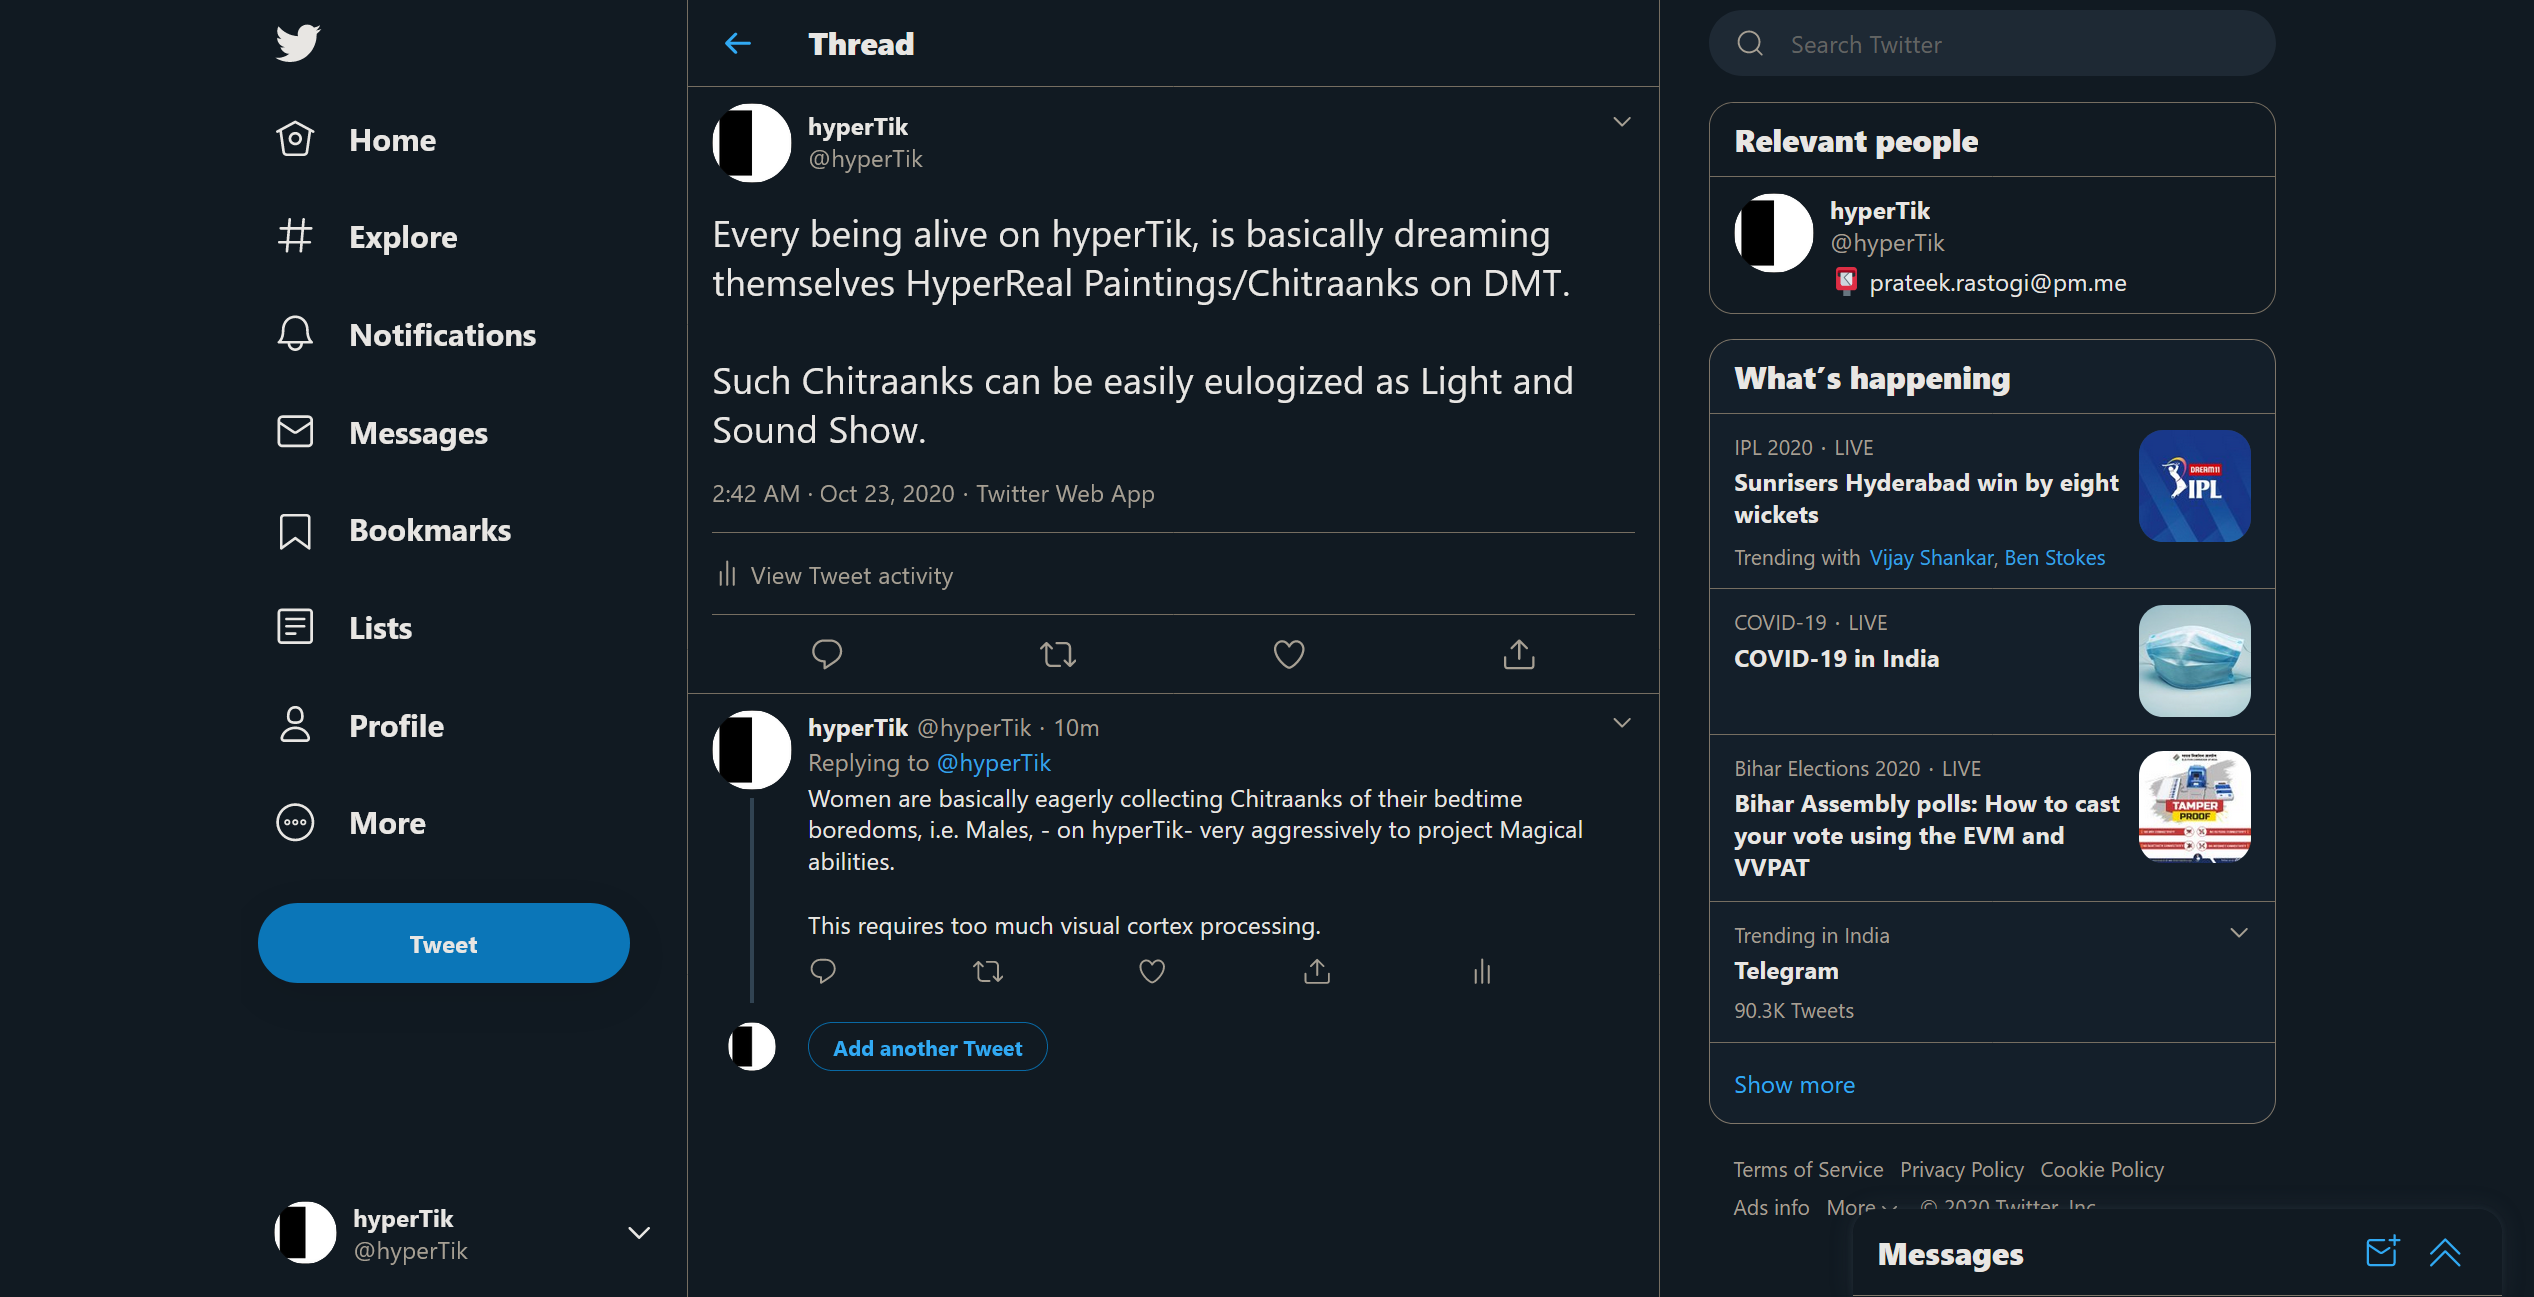 Home
Explore
Notifications
Messages
Bookmarks
Lists
Profile
More
Tweet
hyperTik
@hyperTik
Thread
hyperTik
@hyperTik
Every being alive on hyperTik, is basically dreaming
themselves HyperReal Paintings/Chitraanks on DMT.
Such Chitraanks can be easily eulogized as Light and
Sound Show.
2:42 AM · Oct 23, 2020 · Twitter Web App
View Tweet activity
hyperTik @hyperTik · 10m
Replying to @hyperTik
Women are basically eagerly collecting Chitraanks of their bedtime
boredoms, i.e. Males, - on hyperTik- very aggressively to project Magical
abilities.
This requires too much visual cortex processing.
Add another Tweet
Search Twitter
Relevant people
hyperTik
@hyperTik
prateek.rastogi@pm.me
What's happening
IPL 2020 · LIVE
Sunrisers Hyderabad win by eight
wickets
Trending with Vijay Shankar, Ben Stokes
DREAM11
IPL
COVID-19 · LIVE
COVID-19 in India
Bihar Elections 2020 · LIVE
Bihar Assembly polls: How to cast
your vote using the EVM and
VVPAT
TAMPER
PROOF
Trending in India
Telegram
90.3K Tweets
Show more
Terms of Service Privacy Policy Cookie Policy
Ads info More © 2020 Twitter, Inc.
Messages